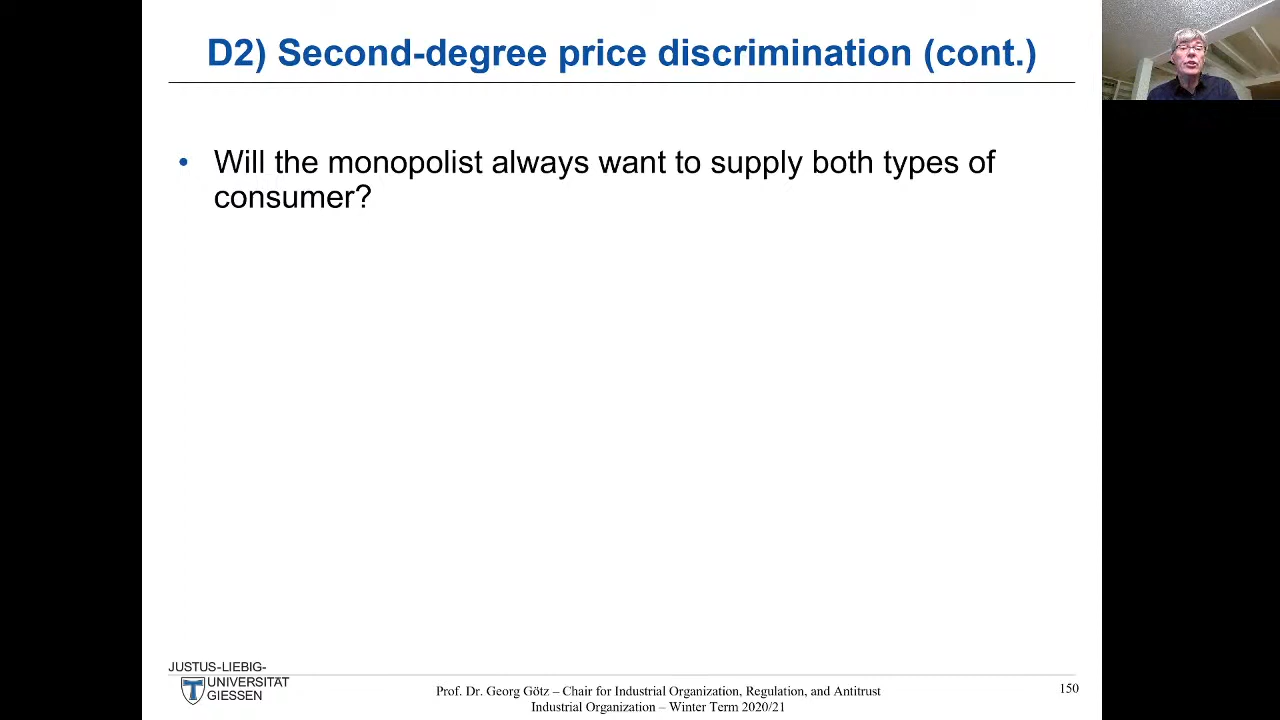 D2) Second-degree price discrimination (cont.)
• Will the monopolist always want to supply both types of
consumer?
JUSTUS-LIEBIG-
UNIVERSITÄT
GIESSEN
Prof. Dr. Georg Götz – Chair for Industrial Organization, Regulation, and Antitrust
Industrial Organization – Winter Term 2020/21
150